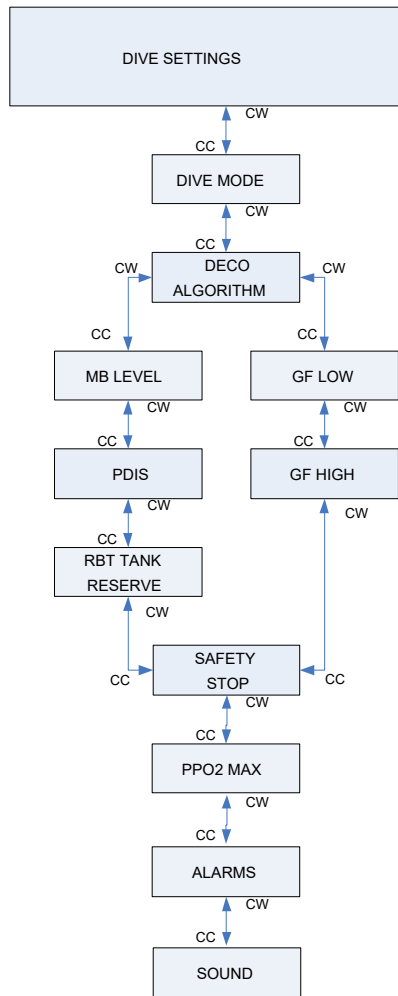 DIVE SETTINGS
CW
CC
DIVE MODE
CW
CC
CW
DECO
ALGORITHM
CW
CC
CC
MB LEVEL
GF LOW
CW
CW
CC
CC
PDIS
GF HIGH
CW
CW
CC
RBT TANK
RESERVE
CW
CC
SAFETY
STOP
CC
CW
CC
PPO2 MAX
CW
CC
ALARMS
CW
CC
SOUND